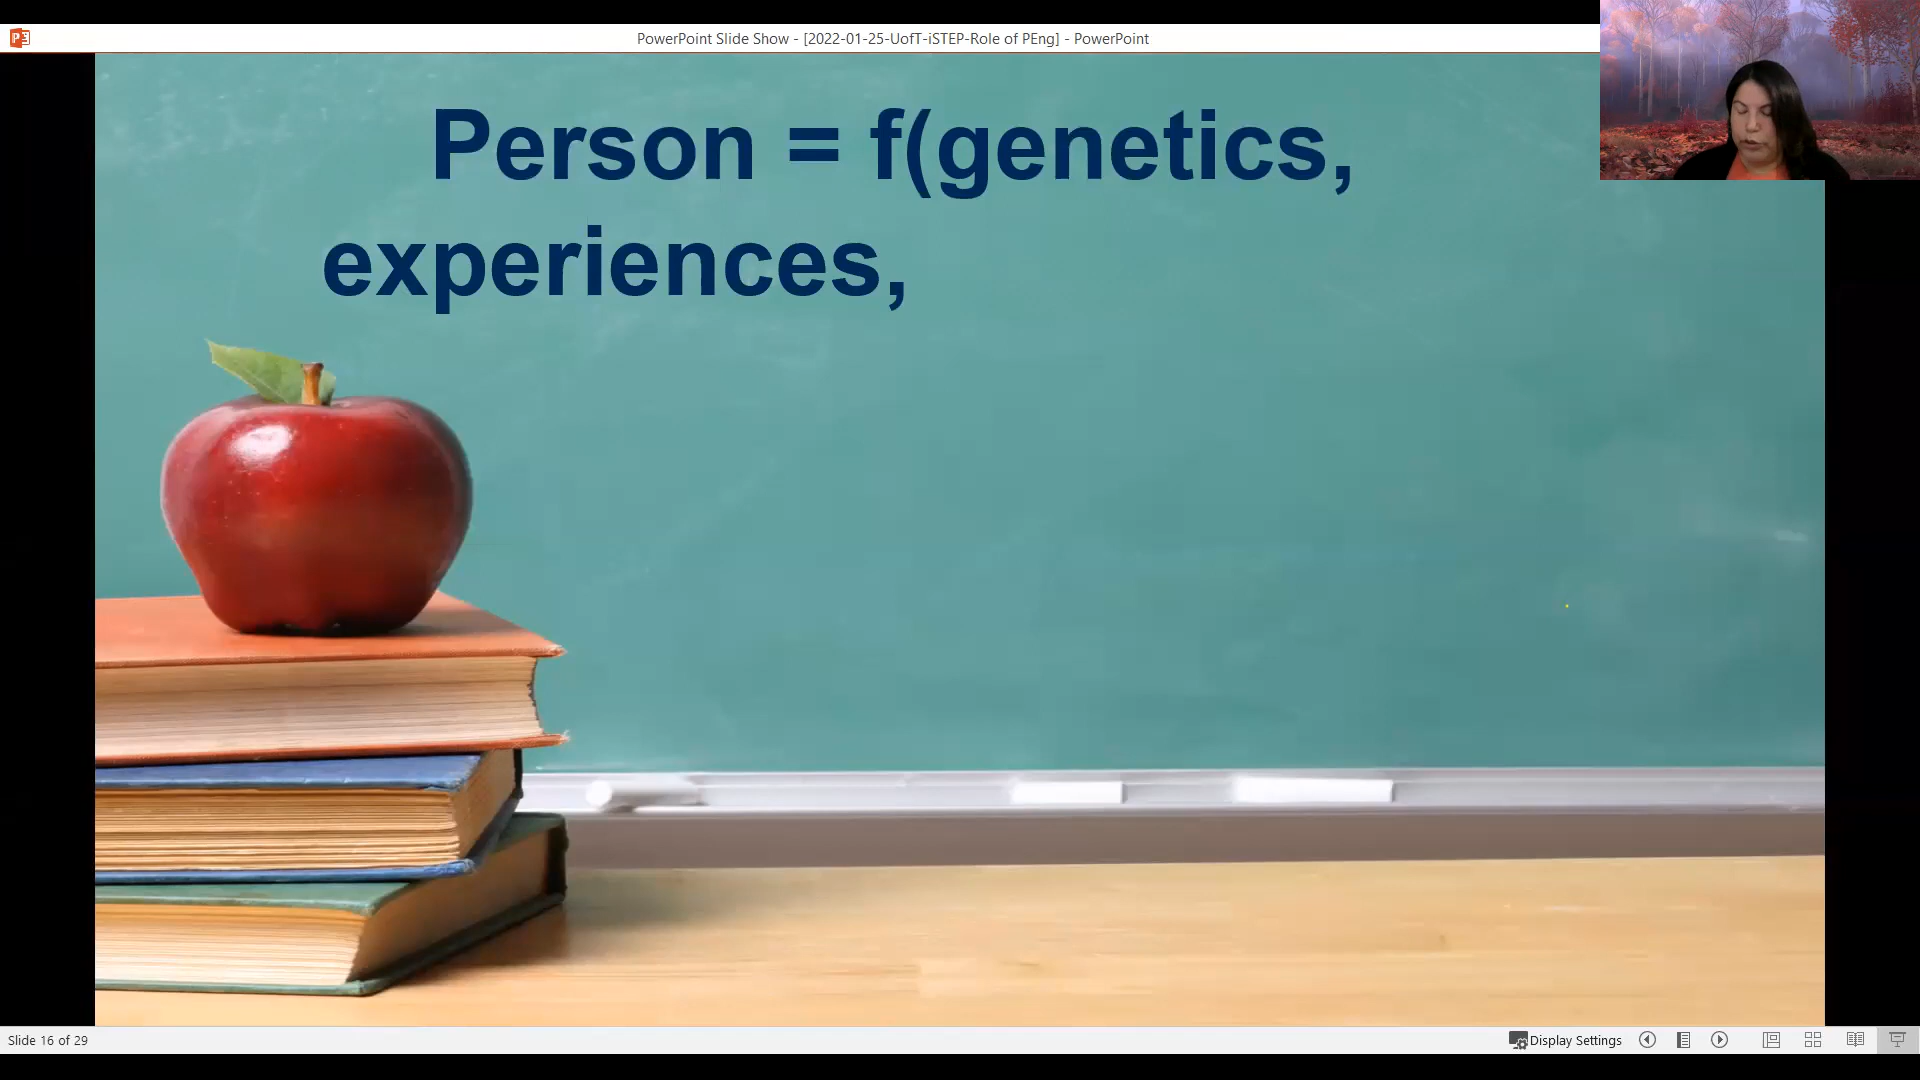 PowerPoint Slide Show - [2022-01-25-UofT-iSTEP-Role of PEng] - PowerPoint
Person = f(genetics,
experiences,
Slide 16 of 29
Display Settings